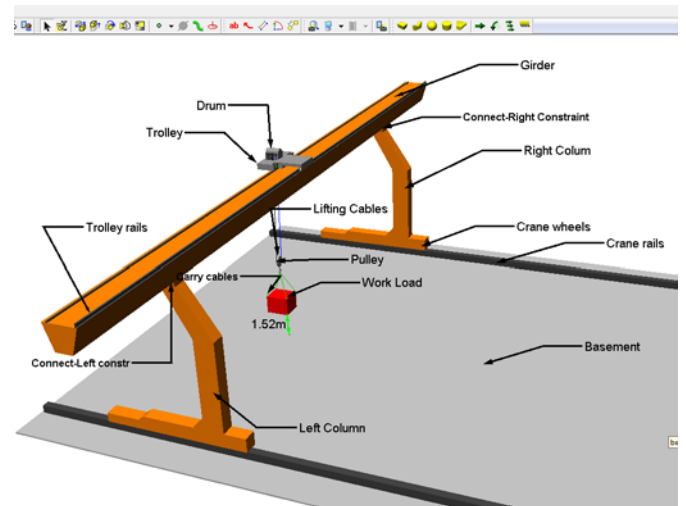 Girder
Drum
Connect-Right Constraint
Trolley
Right Colum
Lifting Cables
Trolley rails
Crane wheels
Crane rails
Pulley
Carry cables
Work Load
1.52m
Basement
Connect-Left constr
Left Column